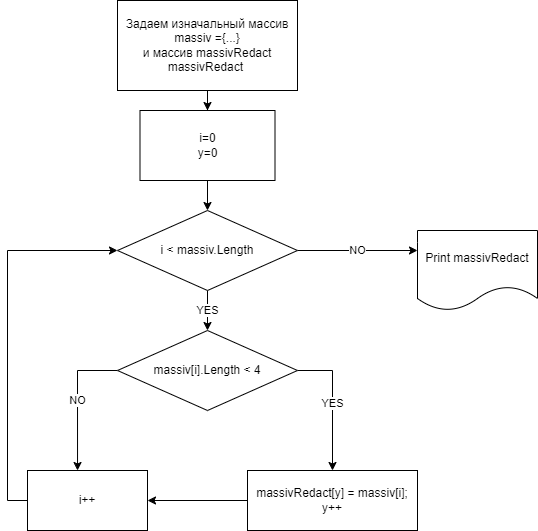 Задаем изначальный массив
massiv ={...}
и массив massivRedact
massivRedact
i=0
y=0
i < massiv.Length
NO
Print massivRedact
YES
massiv[i].Length < 4
NO
YES
i++
massivRedact[y] = massiv[i];
y++